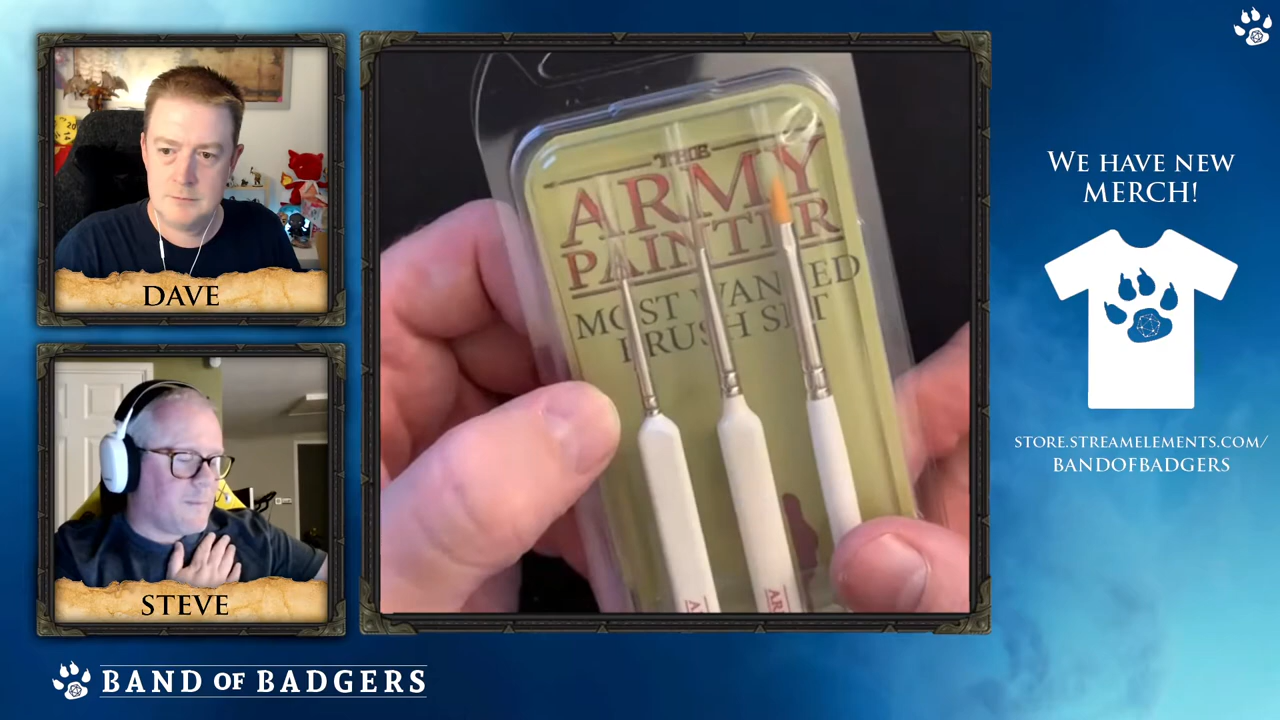 DAVE
STEVE
THE
ARMY
PAINTER
MOST WANTED
BRUSH SET
AR
WE HAVE NEW
MERCH!
STORE.STREAMELEMENTS.COM/
BANDOFBADGERS
BAND OF BADGERS